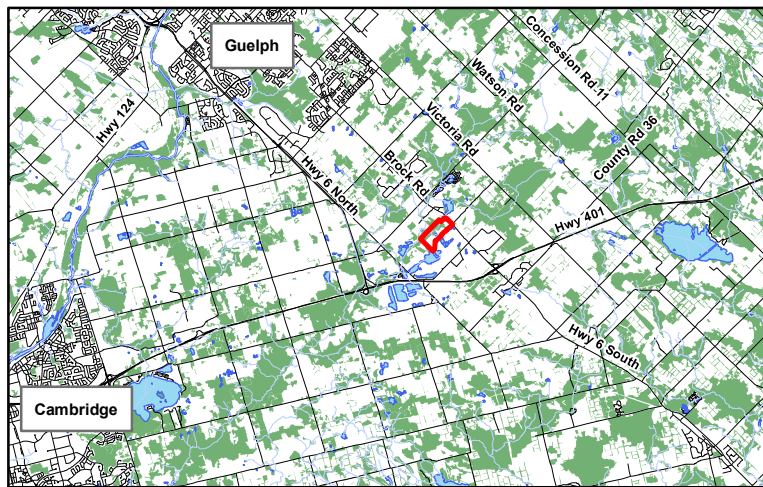 Guelph
Concession Rd 11
Watson Rd
Hwy 124
Victoria Rd
County Rd 36
Brock Rd
Hwy 6 North
Hwy 401
Hwy 6 South
Cambridge